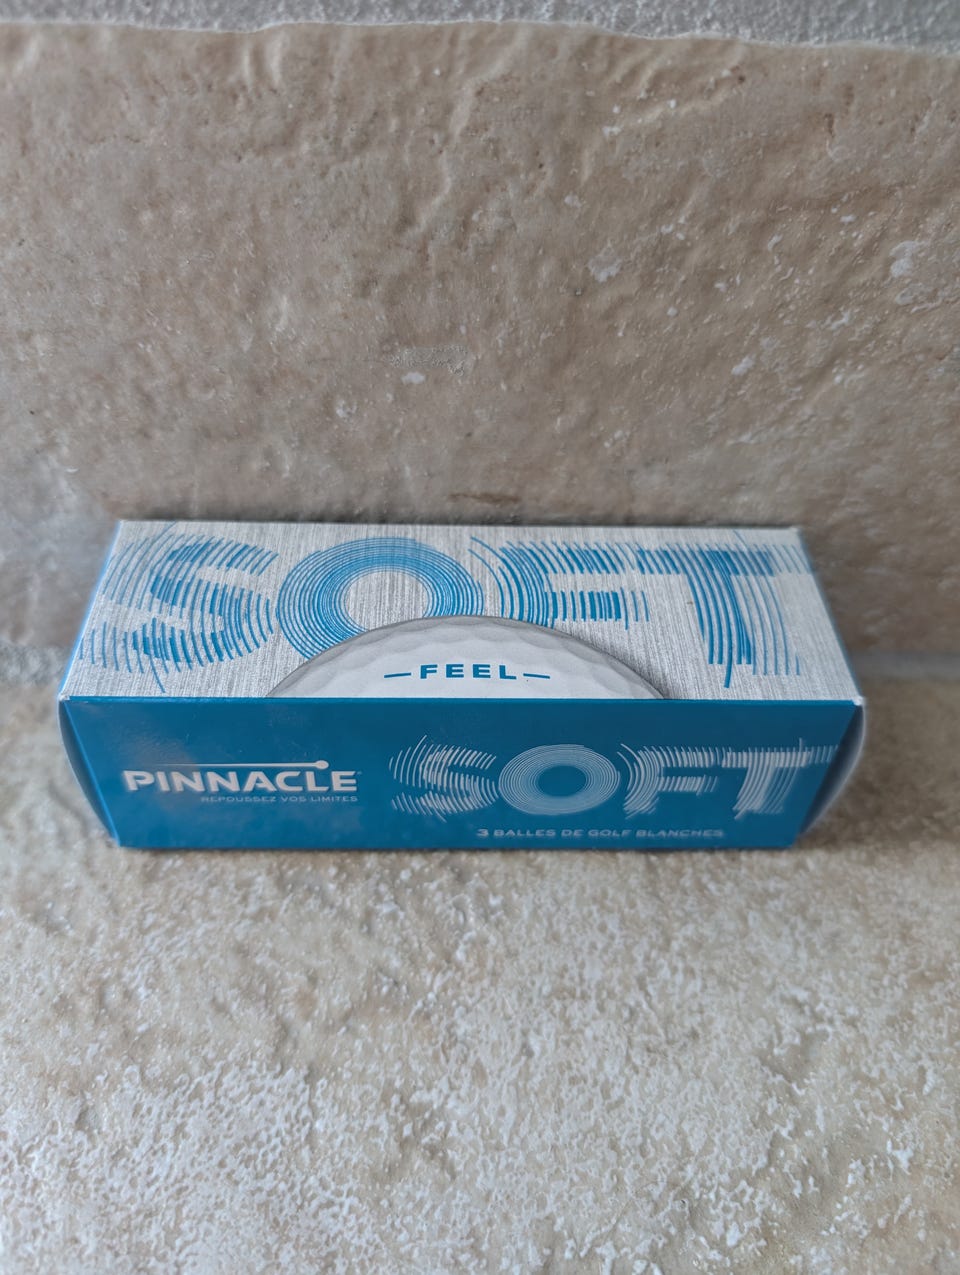 SOFT
—FEEL—
PINNACLE®
REPOUSSEZ VOS LIMITES
SOFT
3 BALLES DE GOLF BLANCHES